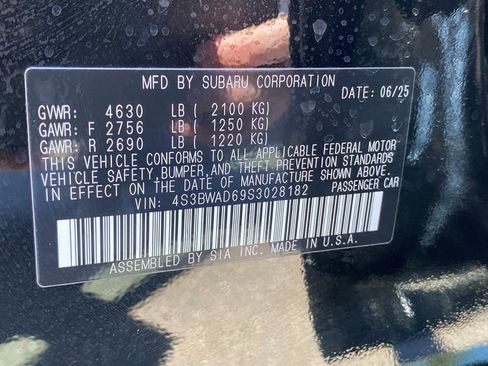 MFD BY SUBARU CORPORATION
DATE: 06/25
GVWR: 4630 LB ( 2100 KG)
GAWR: F 2756 LB ( 1250 KG)
GAWR: R 2690 LB ( 1220 KG)
THIS VEHICLE CONFORMS TO ALL APPLICABLE FEDERAL MOTOR
VEHICLE SAFETY, BUMPER, AND THEFT PREVENTION STANDARDS
IN EFFECT ON THE DATE OF MANUFACTURE SHOWN ABOVE.
VIN: 4S3BWAD69S3028182 PASSENGER CAR
ASSEMBLED BY SIA INC. MADE IN U.S.A.